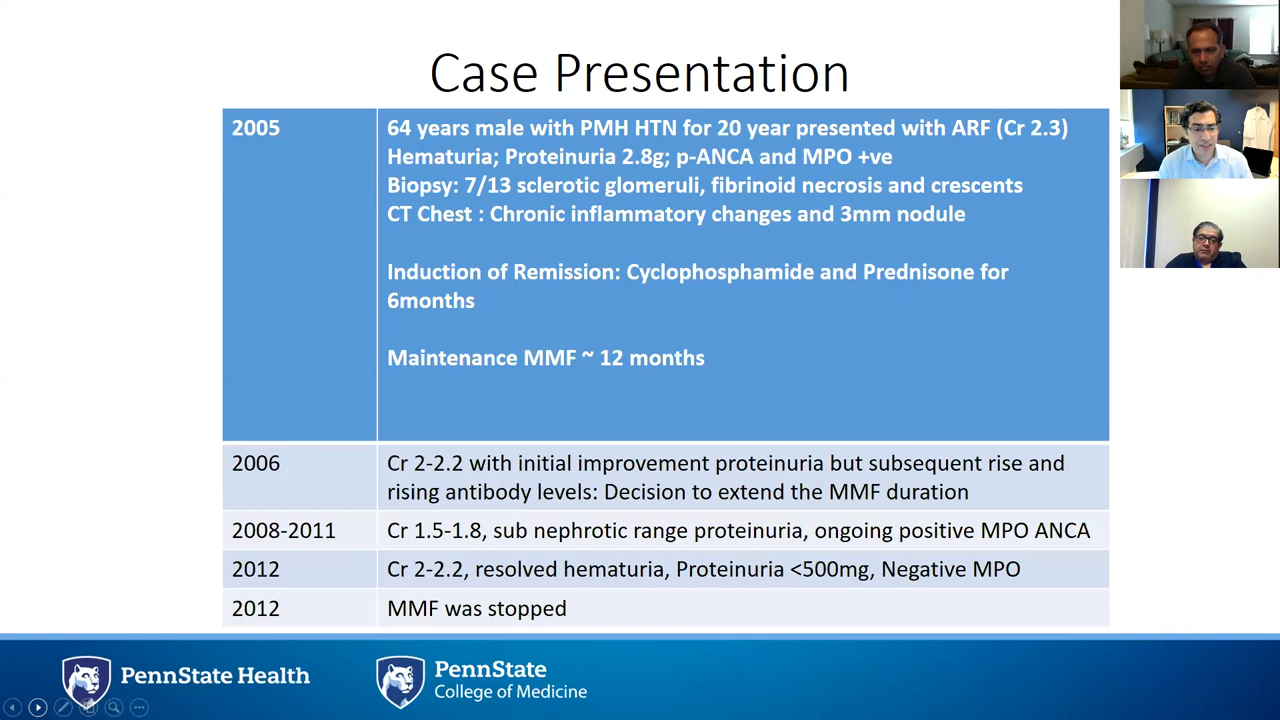 Case Presentation
2005
64 years male with PMH HTN for 20 year presented with ARF (Cr 2.3)
Hematuria; Proteinuria 2.8g; p-ANCA and MPO +ve
Biopsy: 7/13 sclerotic glomeruli, fibrinoid necrosis and crescents
CT Chest : Chronic inflammatory changes and 3mm nodule
Induction of Remission: Cyclophosphamide and Prednisone for
6months
Maintenance MMF ~ 12 months
2006
Cr 2-2.2 with initial improvement proteinuria but subsequent rise and
rising antibody levels: Decision to extend the MMF duration
2008-2011
Cr 1.5-1.8, sub nephrotic range proteinuria, ongoing positive MPO ANCA
2012
Cr 2-2.2, resolved hematuria, Proteinuria <500mg, Negative MPO
2012
MMF was stopped
PennState Health
PennState
College of Medicine